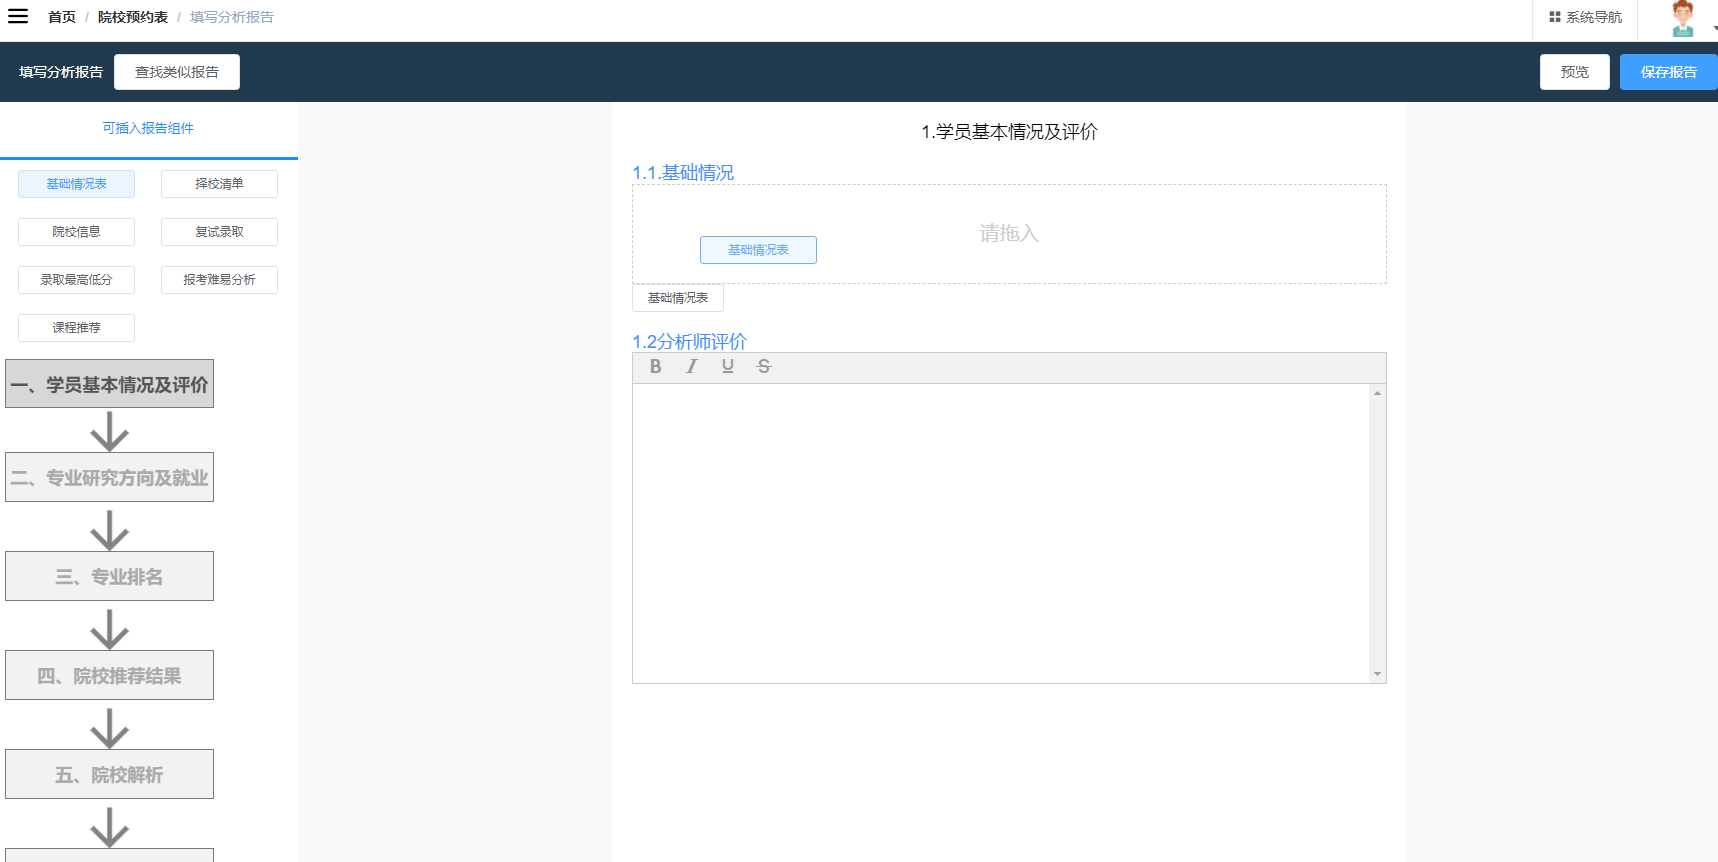 首页 / 院校预约表 / 填写分析报告
系统导航
填写分析报告
查找类似报告
预览
保存报告
可插入报告组件
基础情况表
择校清单
院校信息
复试录取
录取最高低分
报考难易分析
课程推荐
一、学员基本情况及评价
二、专业研究方向及就业
三、专业排名
四、院校推荐结果
五、院校解析
1.学员基本情况及评价
1.1.基础情况
请拖入
基础情况表
基础情况表
1.2分析师评价
B I U S